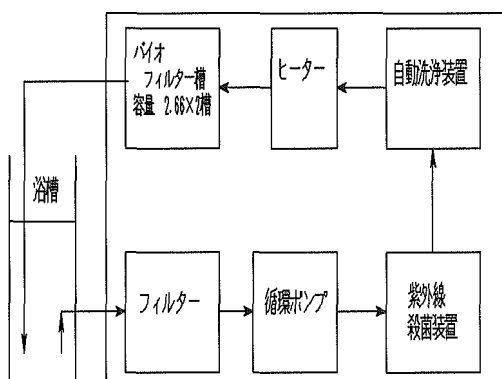 バイオ
フィルター槽
容量 2.66×2槽
ヒーター
自動洗浄装置
浴槽
フィルター
循環ポンプ
紫外線
殺菌装置